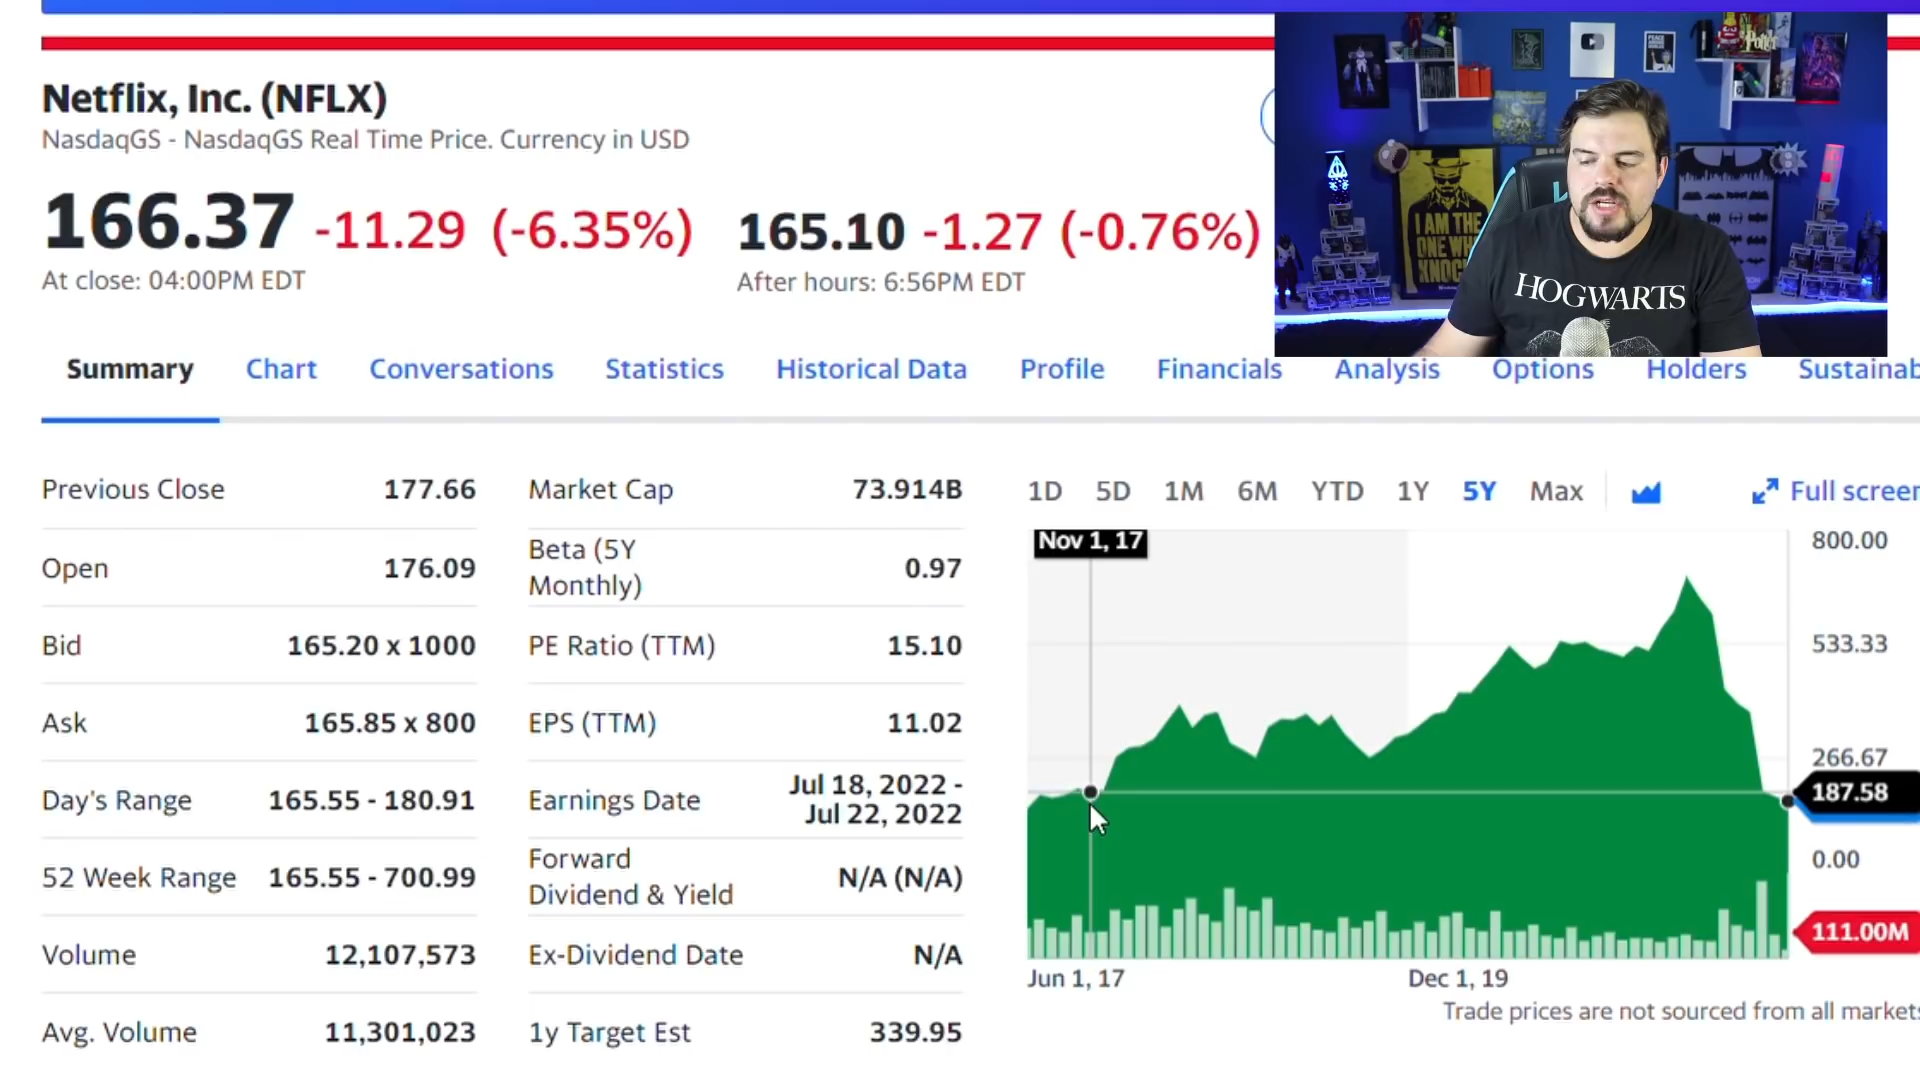 Netflix, Inc. (NFLX)
NasdaqGS - NasdaqGS Real Time Price. Currency in USD
166.37 -11.29 (-6.35%) 165.10 -1.27 (-0.76%)
At close: 04:00PM EDT After hours: 6:56PM EDT
I AM THE
ONE WHO
KNOCKS
HOGWARTS
Summary Chart Conversations Statistics Historical Data Profile Financials Analysis Options Holders Sustainab
Previous Close 177.66
Open 176.09
Bid 165.20 x 1000
Ask 165.85 x 800
Day's Range 165.55 - 180.91
52 Week Range 165.55 - 700.99
Volume 12,107,573
Avg. Volume 11,301,023
Market Cap 73.914B
Beta (5Y
Monthly) 0.97
PE Ratio (TTM) 15.10
EPS (TTM) 11.02
Earnings Date Jul 18, 2022 -
Jul 22, 2022
Forward
Dividend & Yield N/A (N/A)
Ex-Dividend Date N/A
1y Target Est 339.95
1D 5D 1M 6M YTD 1Y 5Y Max Full screen
Nov 1, 17
800.00
533.33
266.67
187.58
0.00
111.00M
Jun 1, 17 Dec 1, 19
Trade prices are not sourced from all markets